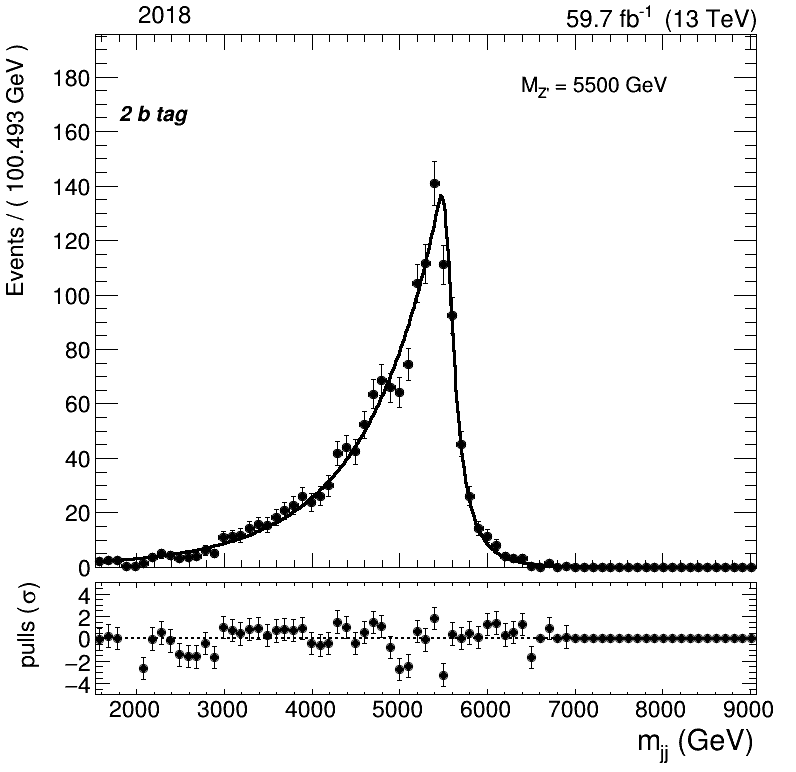 2018 59.7 fb⁻¹ (13 TeV)
Events / ( 100.493 GeV )
180
160
140
120
100
80
60
40
20
0
2 b tag
M_Z' = 5500 GeV
pulls (σ)
4
2
0
−2
−4
2000 3000 4000 5000 6000 7000 8000 9000
m_jj (GeV)